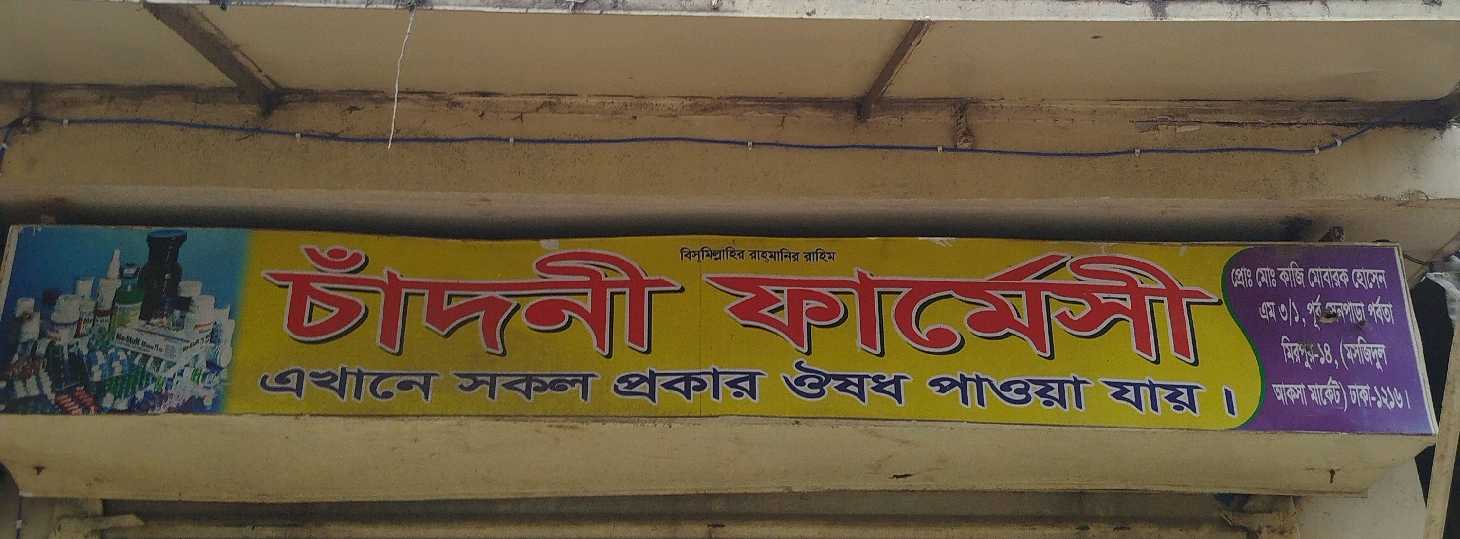 বিসমিল্লাহির রাহমানির রাহিম
চাঁদনী ফার্মেসী
এখানে সকল প্রকার ঔষধ পাওয়া যায় ।
প্রোঃ মোঃ কাজি মোবারক হোসেন
এম ৩/১, পূর্ব সেনপাড়া পর্বতা
মিরপুর-১৪, (মসজিদুল
আকসা মার্কেট) ঢাকা-১২১৬।